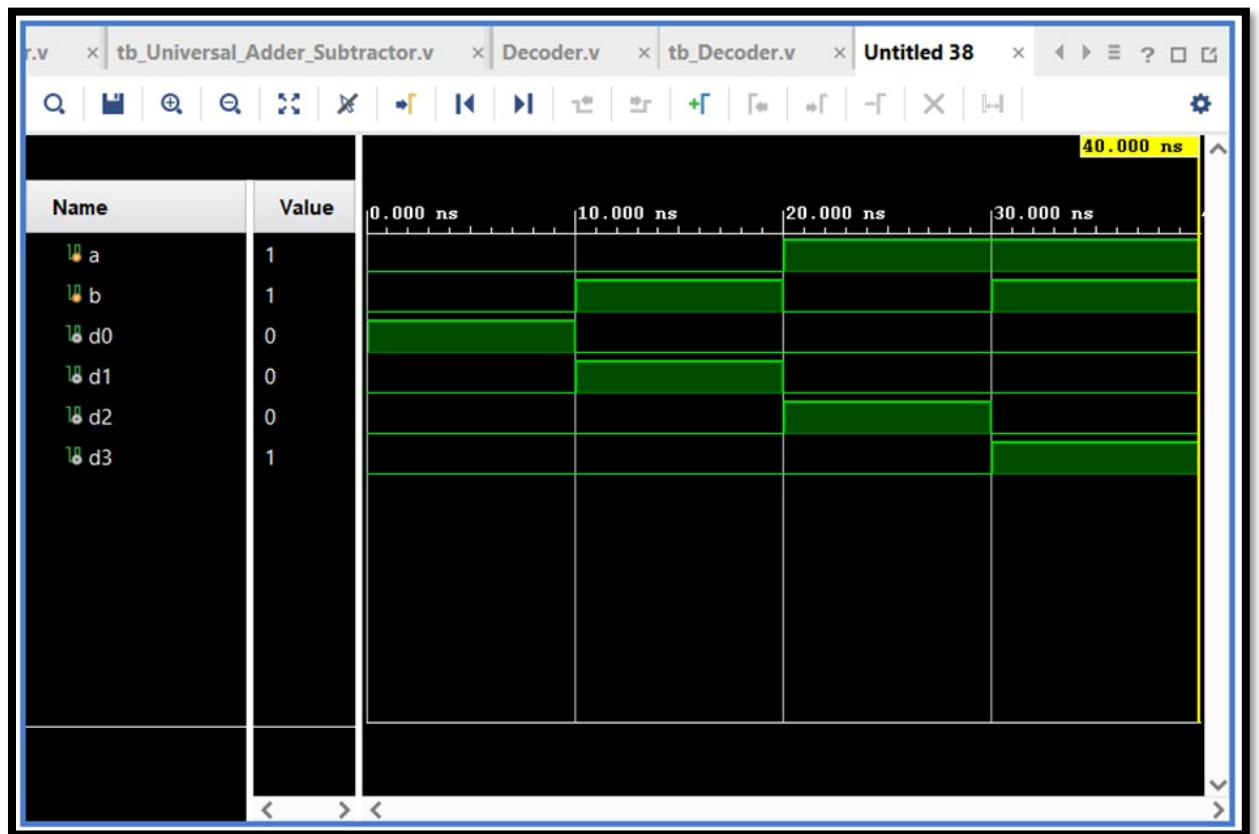 r.v × tb_Universal_Adder_Subtractor.v × Decoder.v × tb_Decoder.v × Untitled 38 ×
40.000 ns
Name Value 0.000 ns 10.000 ns 20.000 ns 30.000 ns
a 1
b 1
d0 0
d1 0
d2 0
d3 1